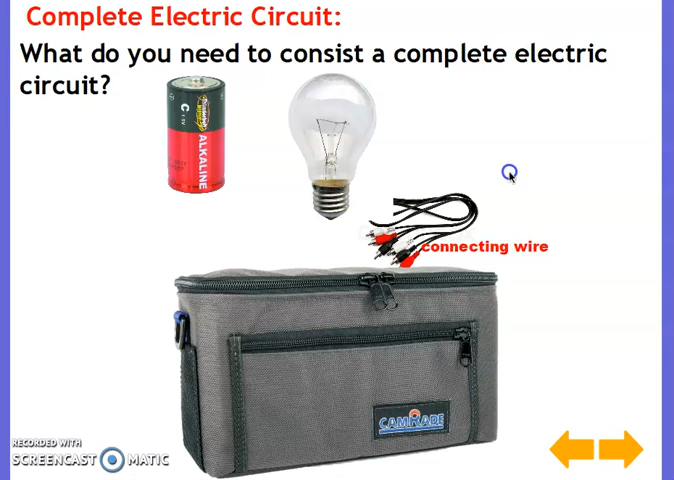 Complete Electric Circuit:
What do you need to consist a complete electric
circuit?
C
ALKALINE
connecting wire
CAMRADE
RECORDED WITH
SCREENCAST MATIC